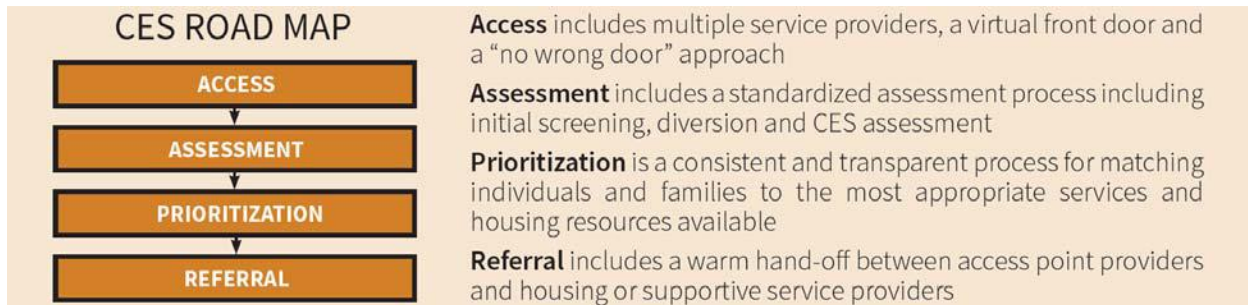 CES ROAD MAP
ACCESS
ASSESSMENT
PRIORITIZATION
REFERRAL
Access includes multiple service providers, a virtual front door and
a “no wrong door” approach
Assessment includes a standardized assessment process including
initial screening, diversion and CES assessment
Prioritization is a consistent and transparent process for matching
individuals and families to the most appropriate services and
housing resources available
Referral includes a warm hand-off between access point providers
and housing or supportive service providers